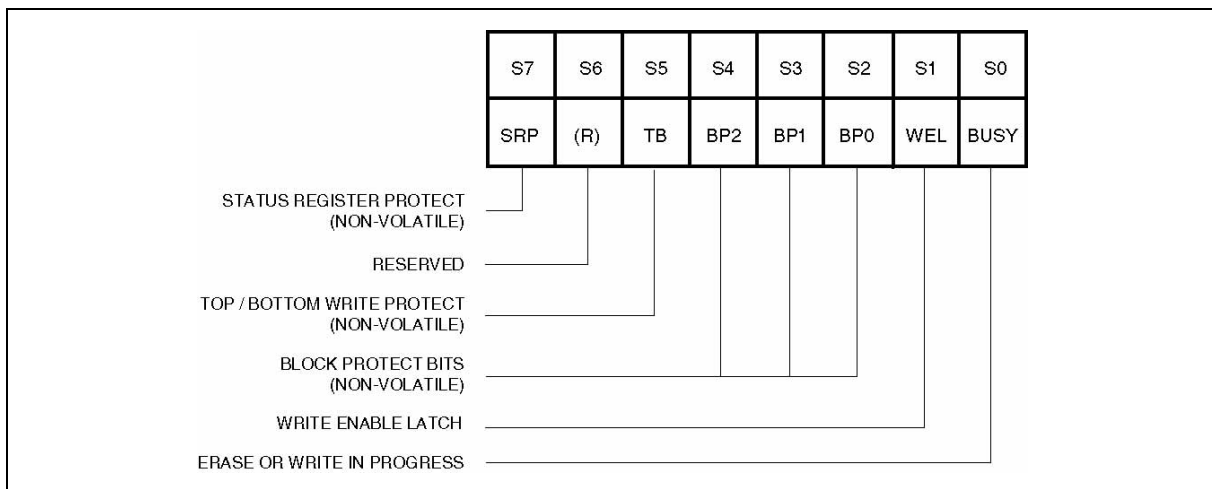 S7 S6 S5 S4 S3 S2 S1 S0
SRP (R) TB BP2 BP1 BP0 WEL BUSY
STATUS REGISTER PROTECT
(NON-VOLATILE)
RESERVED
TOP / BOTTOM WRITE PROTECT
(NON-VOLATILE)
BLOCK PROTECT BITS
(NON-VOLATILE)
WRITE ENABLE LATCH
ERASE OR WRITE IN PROGRESS